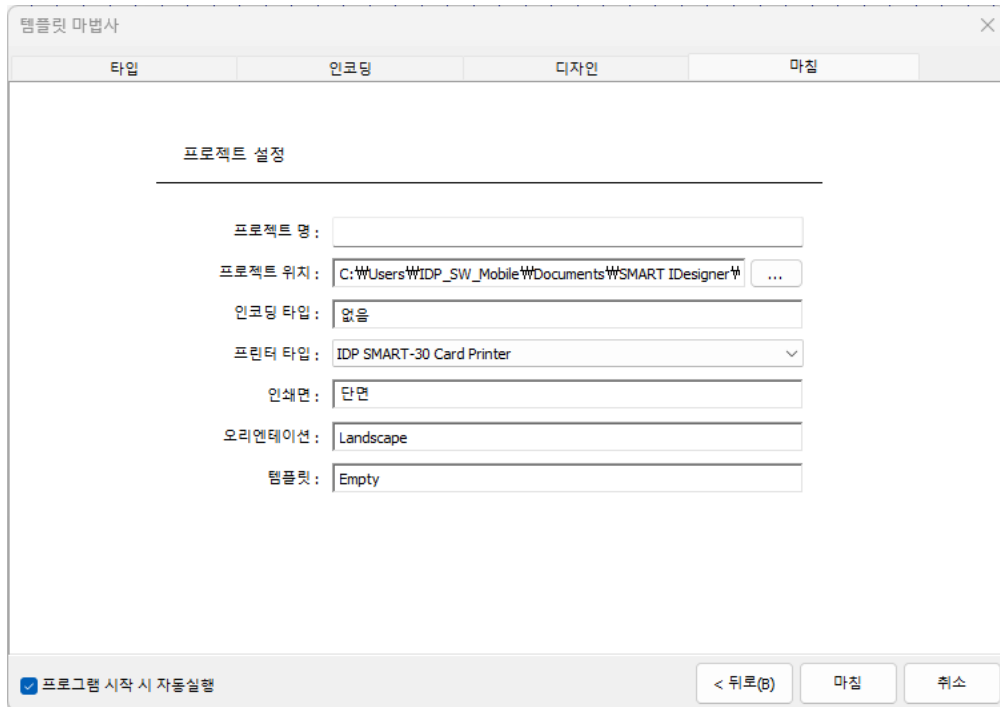 템플릿 마법사
타입 인코딩 디자인 마침
프로젝트 설정
프로젝트 명 :
프로젝트 위치 : C:₩Users₩IDP_SW_Mobile₩Documents₩SMART IDesigner₩ ...
인코딩 타입 : 없음
프린터 타입 : IDP SMART-30 Card Printer
인쇄면 : 단면
오리엔테이션 : Landscape
템플릿 : Empty
프로그램 시작 시 자동실행 < 뒤로(B) 마침 취소